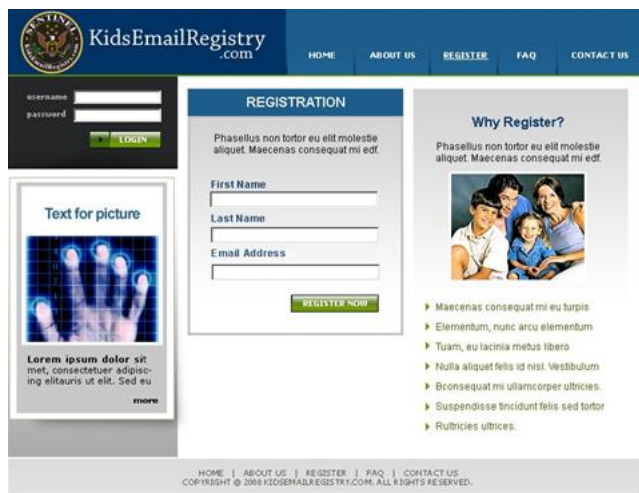 SENTINEL
KidsEmailRegistry
.com
HOME
ABOUT US
REGISTER
FAQ
CONTACT US
username
password
LOGIN
Text for picture
Lorem ipsum dolor sit
met, consectetuer adipisc-
ing elitauris ut elit. Sed eu
more
REGISTRATION
Phasellus non tortor eu elit molestie
aliquet. Maecenas consequat mi edf.
First Name
Last Name
Email Address
REGISTER NOW
Why Register?
Phasellus non tortor eu elit molestie
aliquet. Maecenas consequat mi edf.
Maecenas consequat mi eu turpis
Elementum, nunc arcu elementum
Tuam, eu lacinia metus libero
Nulla aliquet felis id nisl. Vestibulum
Bconsequat mi ullamcorper ultricies.
Suspendisse tincidunt felis sed tortor
Rultricies ultrices.
HOME | ABOUT US | REGISTER | FAQ | CONTACT US
COPYRIGHT @ 2008 KIDSEMAILREGISTRY.COM. ALL RIGHTS RESERVED.